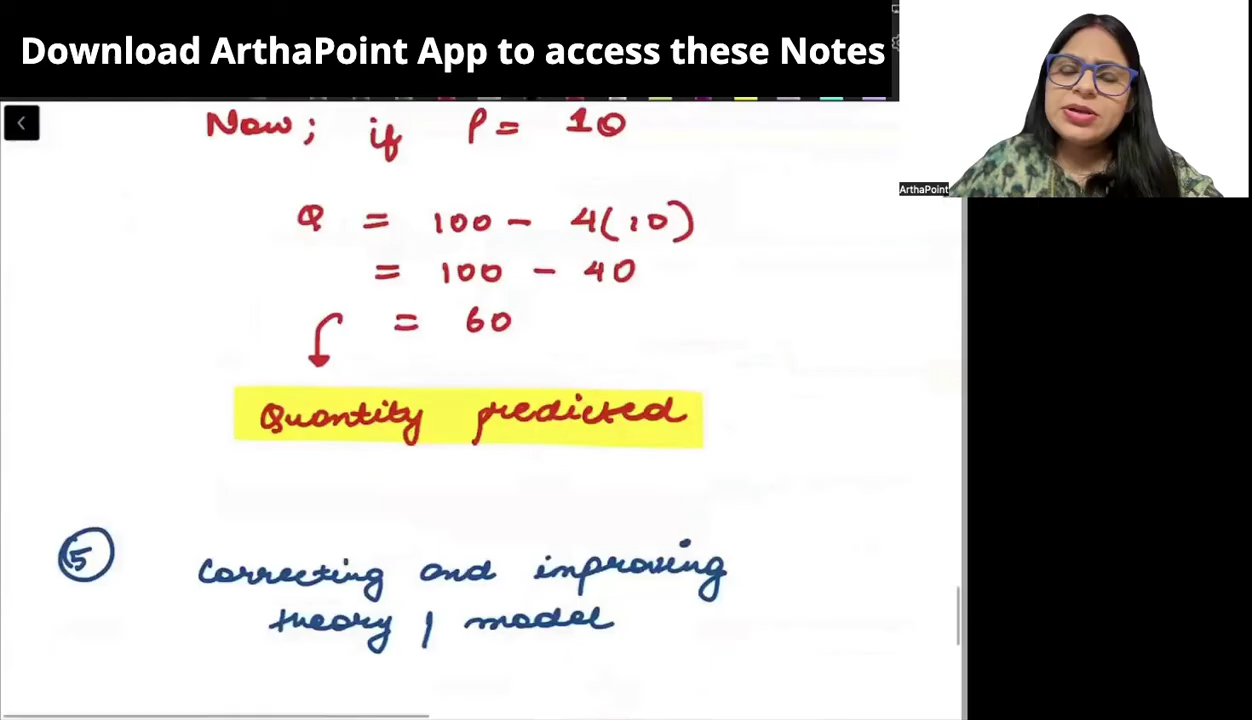 Download ArthaPoint App to access these Notes
Now; if P = 10
ArthaPoint
Q = 100 - 4(10)
= 100 - 40
= 60
Quantity predicted
5 Correcting and improving
theory / model